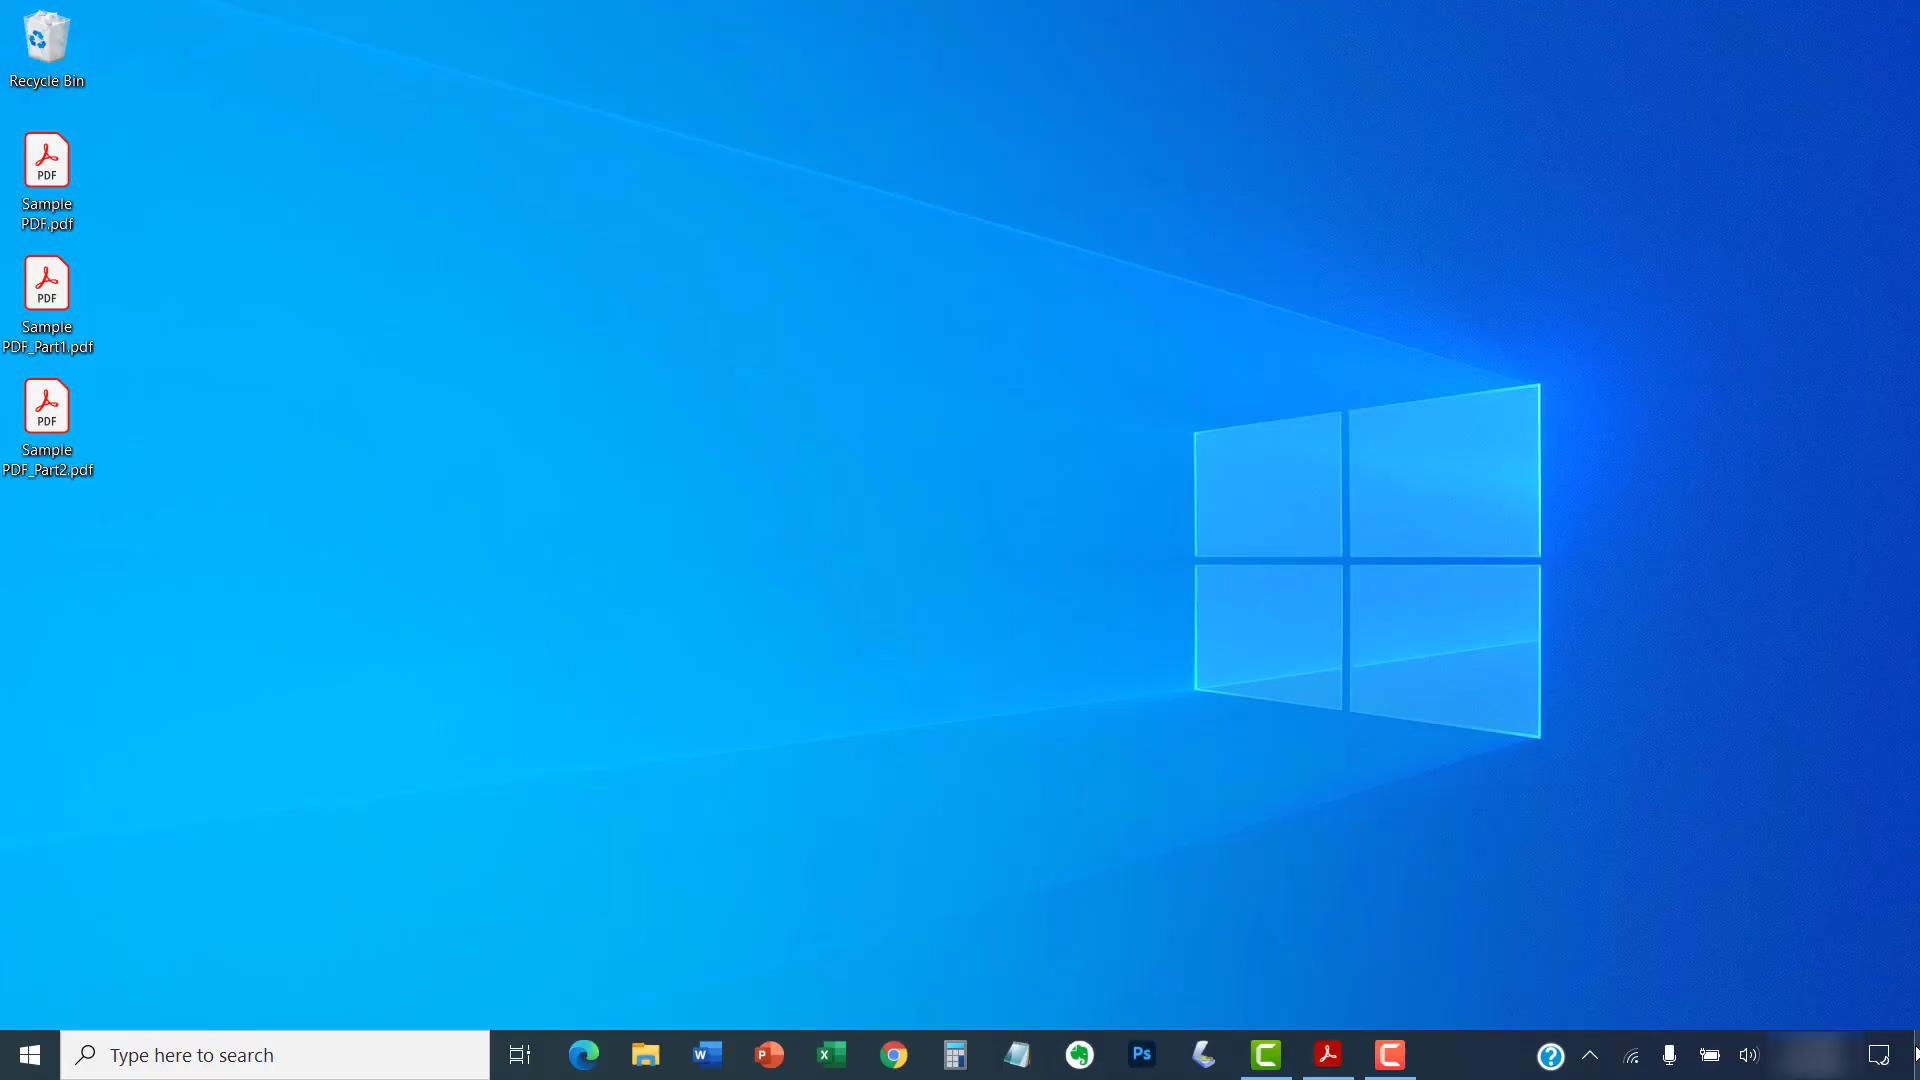 Recycle Bin
PDF
Sample
PDF.pdf
PDF
Sample
PDF_Part1.pdf
PDF
Sample
PDF_Part2.pdf
Type here to search
W
P
X
Ps
C
C
?